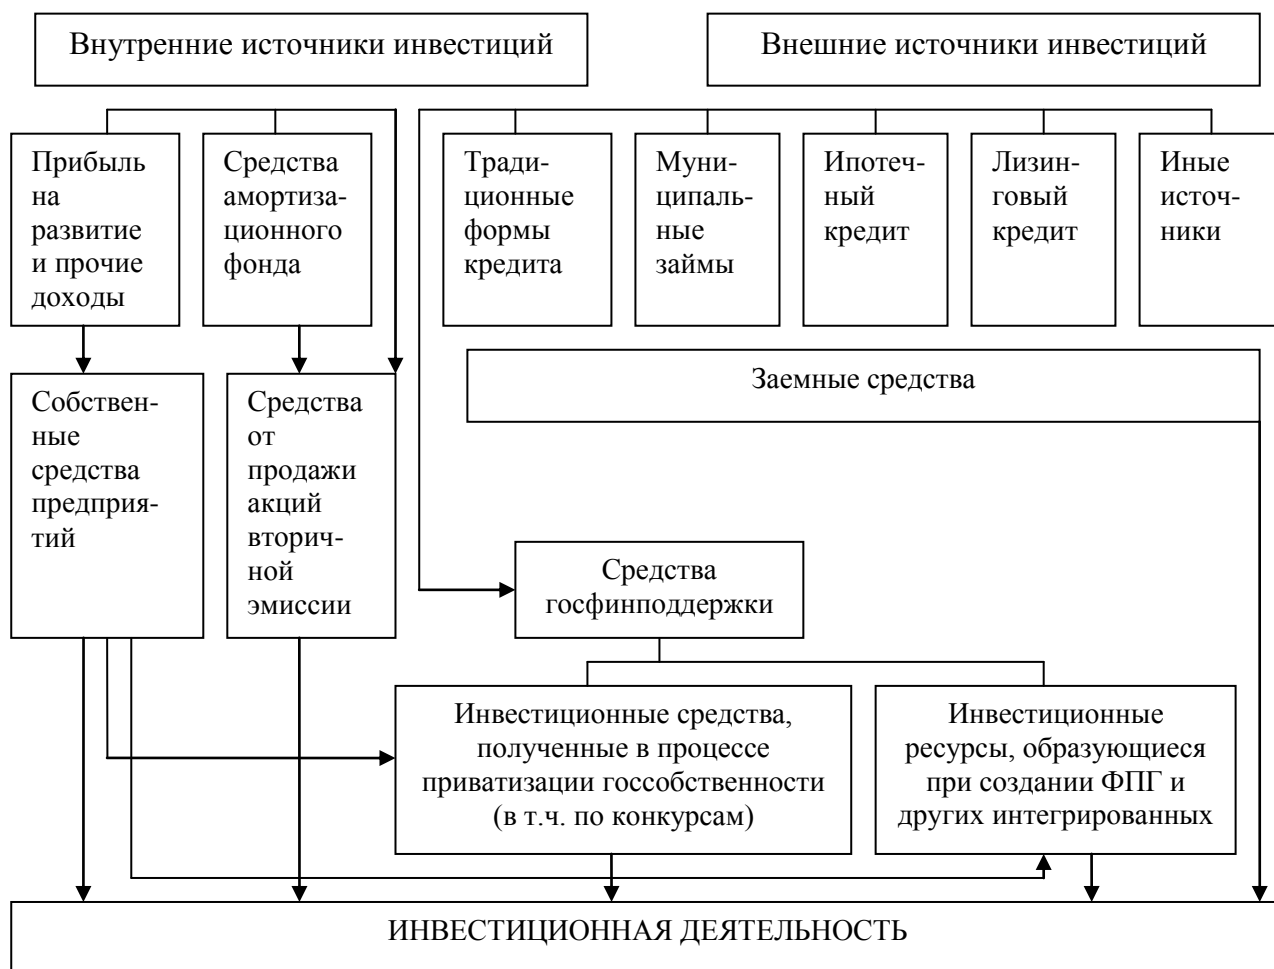 Внутренние источники инвестиций
Внешние источники инвестиций
Прибыль
на
развитие
и прочие
доходы
Средства
амортиза-
ционного
фонда
Тради-
ционные
формы
кредита
Муни-
ципаль-
ные
займы
Ипотеч-
ный
кредит
Лизин-
говый
кредит
Иные
источ-
ники
Заемные средства
Собствен-
ные
средства
предприя-
тий
Средства
от
продажи
акций
вторич-
ной
эмиссии
Средства
госфинподдержки
Инвестиционные средства,
полученные в процессе
приватизации госсобственности
(в т.ч. по конкурсам)
Инвестиционные
ресурсы, образующиеся
при создании ФПГ и
других интегрированных
ИНВЕСТИЦИОННАЯ ДЕЯТЕЛЬНОСТЬ